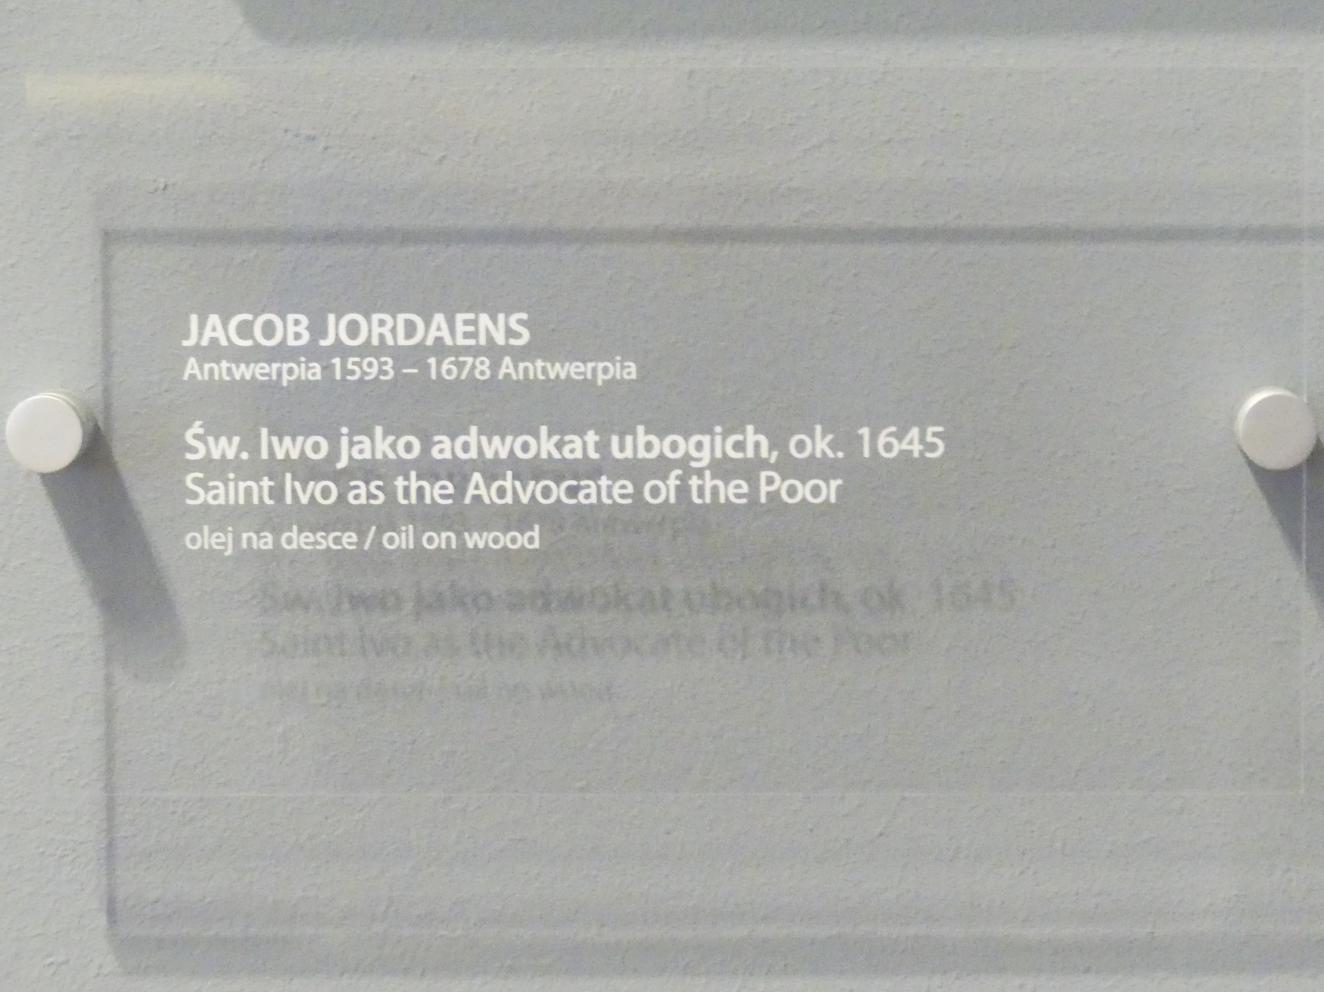 JACOB JORDAENS
Antwerpia 1593 – 1678 Antwerpia
Św. Iwo jako adwokat ubogich, ok. 1645
Saint Ivo as the Advocate of the Poor
olej na desce / oil on wood